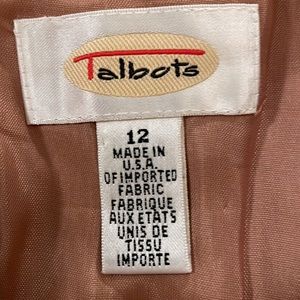 Talbots
12
MADE IN
U.S.A.
OF IMPORTED
FABRIC
FABRIQUE
AUX ETATS
UNIS DE
TISSU
IMPORTE